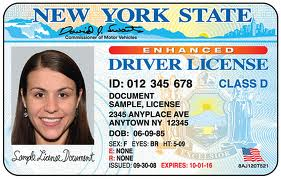 NEW YORK STATE
Commissioner of Motor Vehicles
ENHANCED
DRIVER LICENSE
ID: 012 345 678 CLASS D
DOCUMENT
SAMPLE, LICENSE
2345 ANYPLACE AVE
ANYTOWN NY 12345
DOB: 06-09-85
SEX: F EYES: BR HT: 5-09
E: NONE
R: NONE
ISSUED: 09-30-08 EXPIRES: 10-01-16
Sample License Document
8AJ120T521